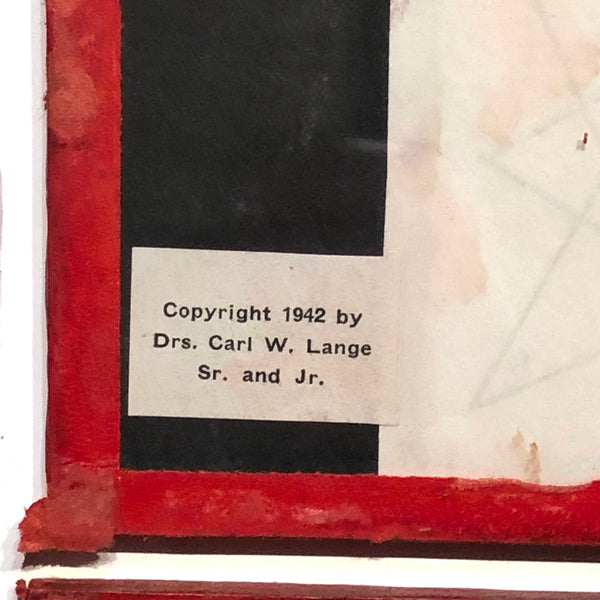 Copyright 1942 by
Drs. Carl W. Lange
Sr. and Jr.